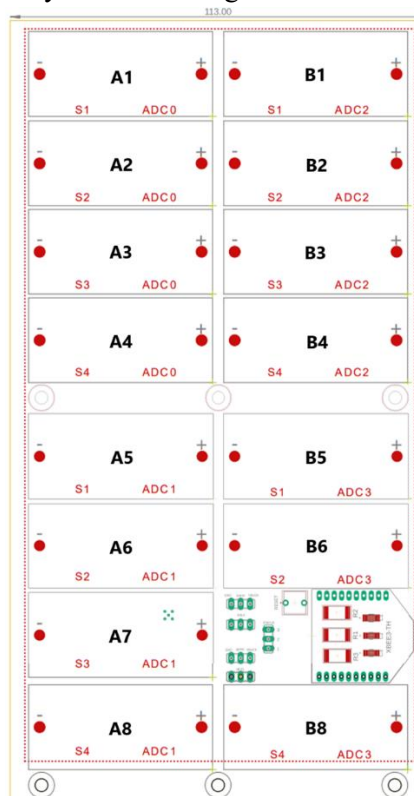 113.00
A1 B1
- + - +
S1 ADC0 S1 ADC2
A2 B2
- + - +
S2 ADC0 S2 ADC2
A3 B3
- + - +
S3 ADC0 S3 ADC2
A4 B4
- + - +
S4 ADC0 S4 ADC2
A5 B5
- + - +
S1 ADC1 S1 ADC3
A6 B6
- + - +
S2 ADC1 S2 ADC3
A7
- +
S3 ADC1
R2
R1
R3
XBEE3-TH
A8 B8
- + - +
S4 ADC1 S4 ADC3